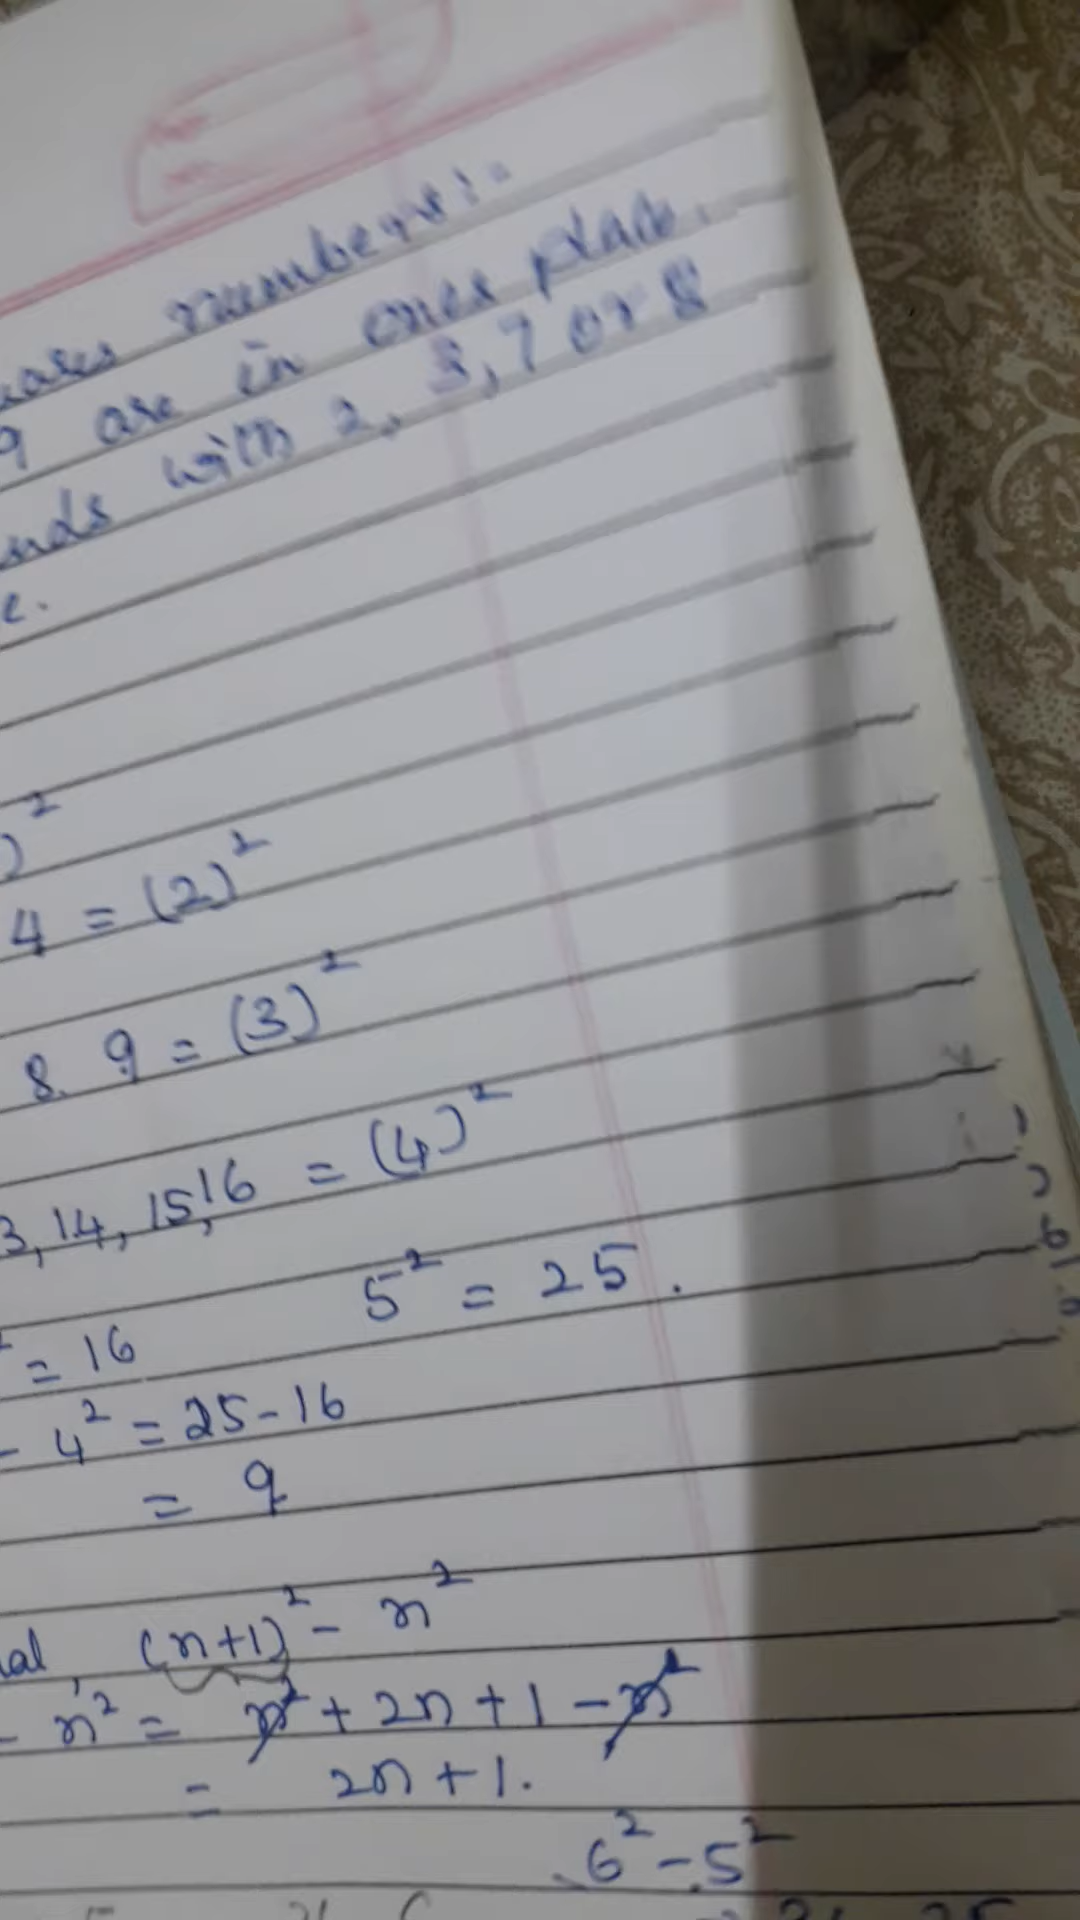 numbers:-
9 are in ones place.
with 2, 3, 7 or 8
)²
4 = (2)²
8. 9 = (3)²
3, 14, 15, 16 = (4)²
5² = 25.
² = 16
- 4² = 25 - 16
= 9
(n+1)² - n²
- n² = n² + 2n + 1 - n²
= 2n + 1.
6² - 5²